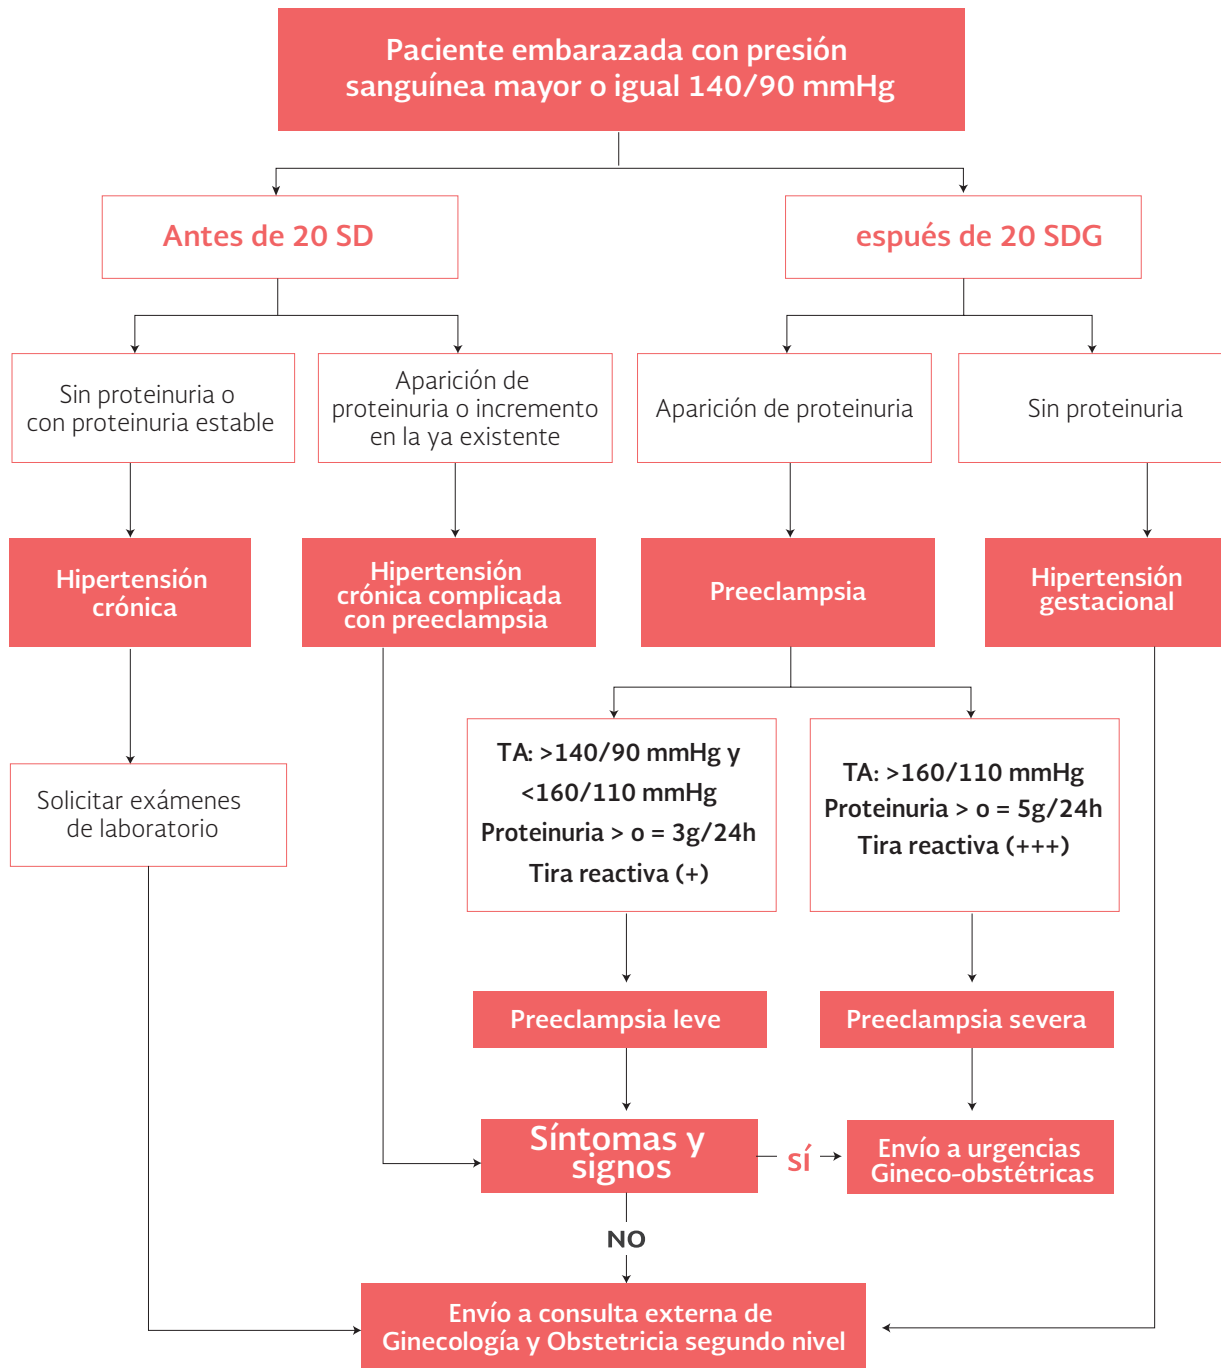 Paciente embarazada con presión
sanguínea mayor o igual 140/90 mmHg
Antes de 20 SD
espués de 20 SDG
Sin proteinuria o
con proteinuria estable
Aparición de
proteinuria o incremento
en la ya existente
Aparición de proteinuria
Sin proteinuria
Hipertensión
crónica
Hipertensión
crónica complicada
con preeclampsia
Preeclampsia
Hipertensión
gestacional
Solicitar exámenes
de laboratorio
TA: >140/90 mmHg y
<160/110 mmHg
Proteinuria > o = 3g/24h
Tira reactiva (+)
TA: >160/110 mmHg
Proteinuria > o = 5g/24h
Tira reactiva (+++)
Preeclampsia leve
Preeclampsia severa
Síntomas y
signos
sí
Envío a urgencias
Gineco-obstétricas
NO
Envío a consulta externa de
Ginecología y Obstetricia segundo nivel